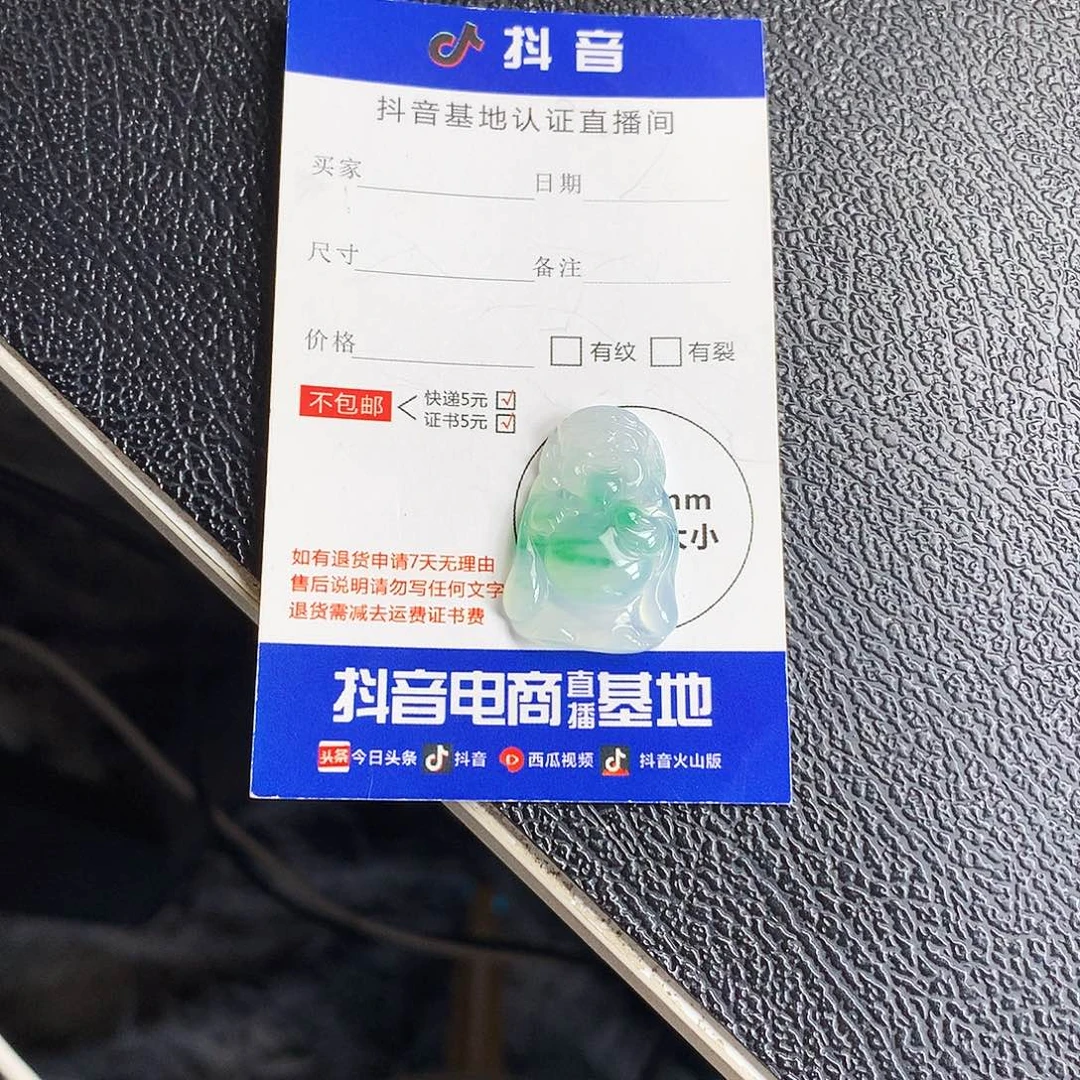 抖音
抖音基地认证直播间
买家 日期
尺寸 备注
价格 有纹 有裂
不包邮 快递5元
证书5元
mm
大小
如有退货申请7天无理由
售后说明请勿写任何文字
退货需减去运费证书费
抖音电商直播基地
头条 今日头条 抖音 西瓜视频 抖音火山版